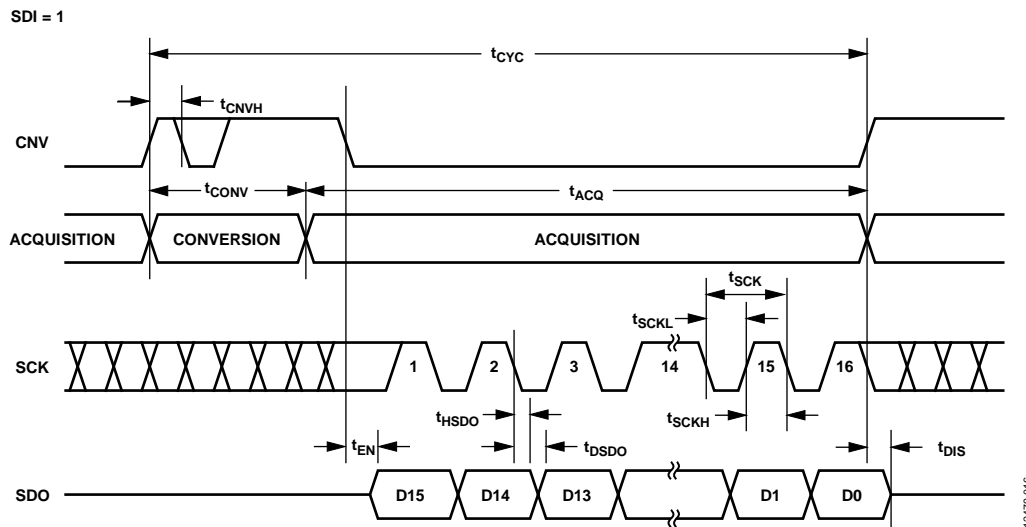 SDI = 1
tCYC
tCNVH
CNV
tCONV
tACQ
ACQUISITION
CONVERSION
ACQUISITION
tSCK
tSCKL
SCK
1
2
3
14
15
16
tHSDO
tSCKH
tEN
tDSDO
tDIS
SDO
D15
D14
D13
D1
D0